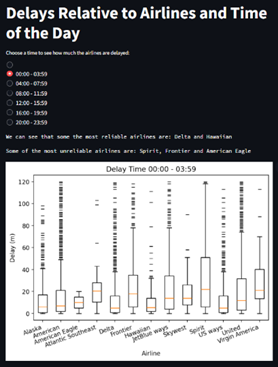 Delays Relative to Airlines and Time
of the Day
Choose a time to see how much the airlines are delayed:
00:00 - 03:59
04:00 - 07:59
08:00 - 11:59
12:00 - 15:59
16:00 - 19:59
20:00 - 23:59
We can see that some the most reliable airlines are: Delta and Hawaiian
Some of the most unreliable airlines are: Spirit, Frontier and American Eagle
Delay Time 00:00 - 03:59
Delay (m)
120
100
80
60
40
20
0
Alaska
American
American Eagle
Atlantic Southeast
Delta
Frontier
Hawaiian
JetBlue ways
Skywest
Spirit
US ways
United
Virgin America
Airline